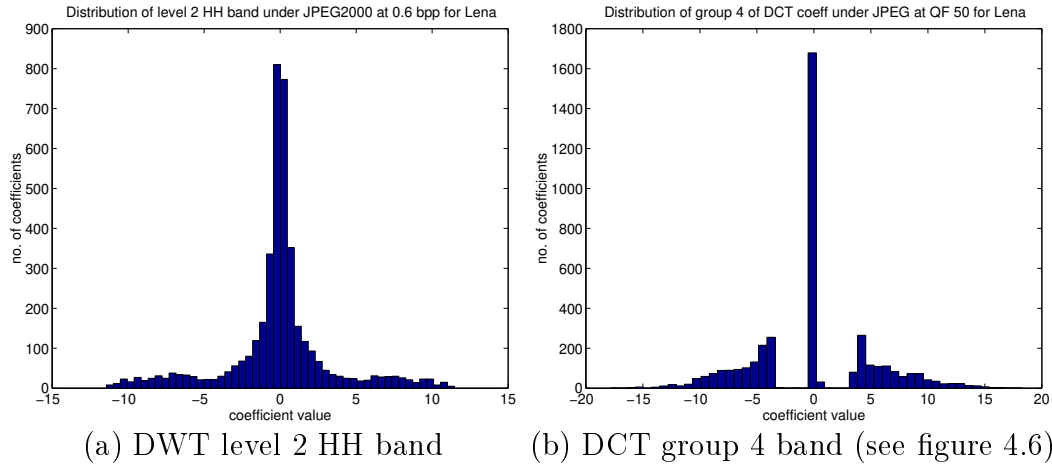 Distribution of level 2 HH band under JPEG2000 at 0.6 bpp for Lena
900
800
700
600
500
400
300
200
100
0
no. of coefficients
−15 −10 −5 0 5 10 15
coefficient value
(a) DWT level 2 HH band
Distribution of group 4 of DCT coeff under JPEG at QF 50 for Lena
1800
1600
1400
1200
1000
800
600
400
200
0
no. of coefficients
−20 −15 −10 −5 0 5 10 15 20
coefficient value
(b) DCT group 4 band (see figure 4.6)